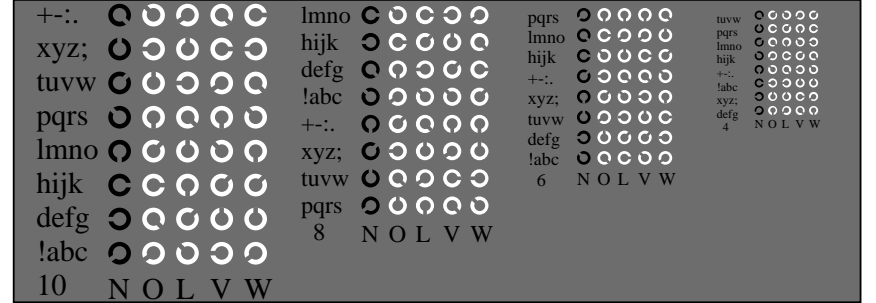 +-:.
xyz;
tuvw
pqrs
lmno
hijk
defg
!abc
10 N O L V W
lmno
hijk
defg
!abc
+-:.
xyz;
tuvw
pqrs
8 N O L V W
pqrs
lmno
hijk
+-:.
xyz;
tuvw
defg
!abc
6 N O L V W
tuvw
pqrs
lmno
hijk
+-:.
!abc
xyz;
defg
4 N O L V W